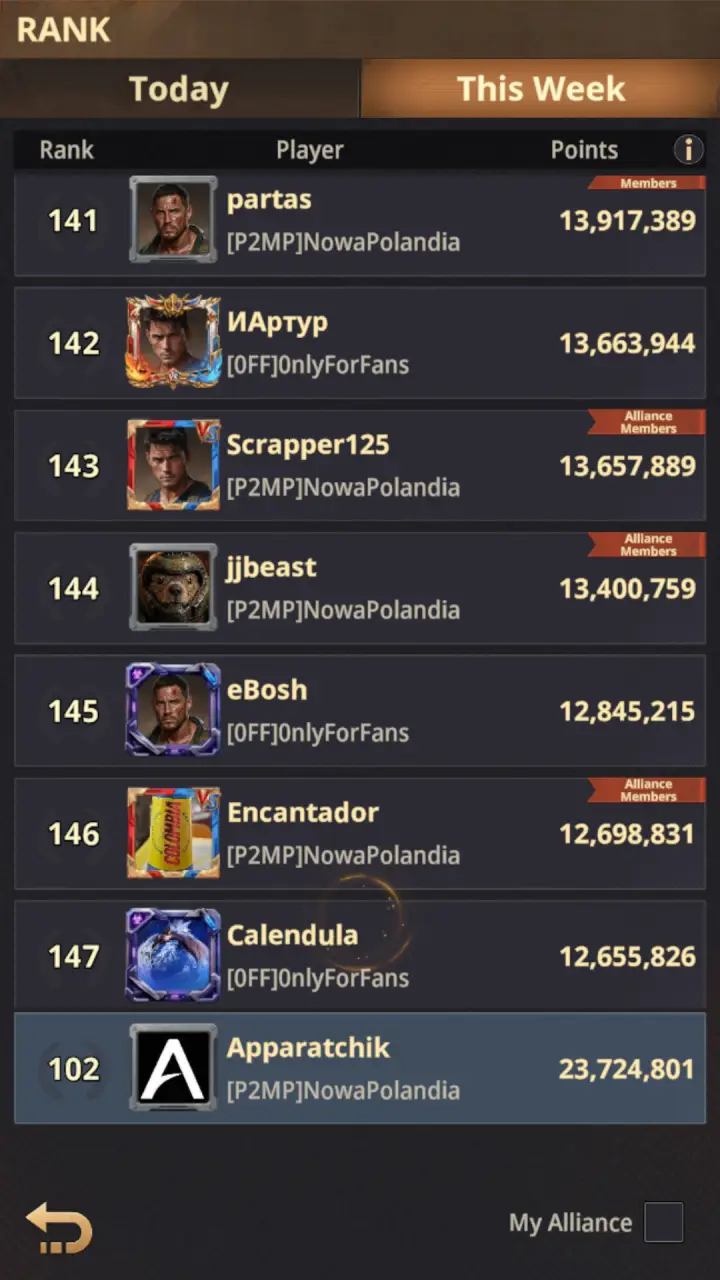 RANK
Today
This Week
Rank
Player
Points
i
Members
141
partas
[P2MP]NowaPolandia
13,917,389
142
ИАртур
[0FF]0nlyForFans
13,663,944
Alliance
Members
143
Scrapper125
[P2MP]NowaPolandia
13,657,889
Alliance
Members
144
jjbeast
[P2MP]NowaPolandia
13,400,759
145
eBosh
[0FF]0nlyForFans
12,845,215
Alliance
Members
146
COLOMBIA
Encantador
[P2MP]NowaPolandia
12,698,831
147
Calendula
[0FF]0nlyForFans
12,655,826
102
A
Apparatchik
[P2MP]NowaPolandia
23,724,801
My Alliance